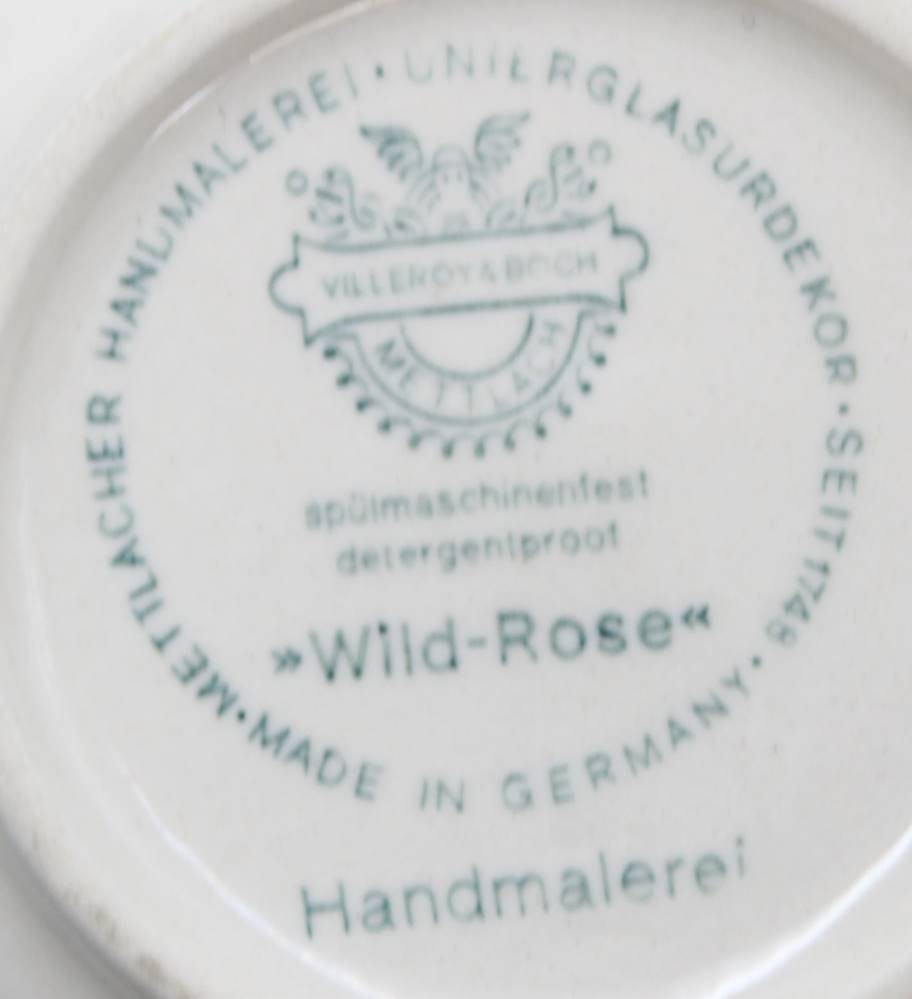 METTLACHER HANDMALEREI · UNTERGLASURDEKOR · SEIT 1748 · MADE IN GERMANY ·
VILLEROY & BOCH
METTLACH
spülmaschinenfest
detergentproof
»Wild-Rose«
Handmalerei